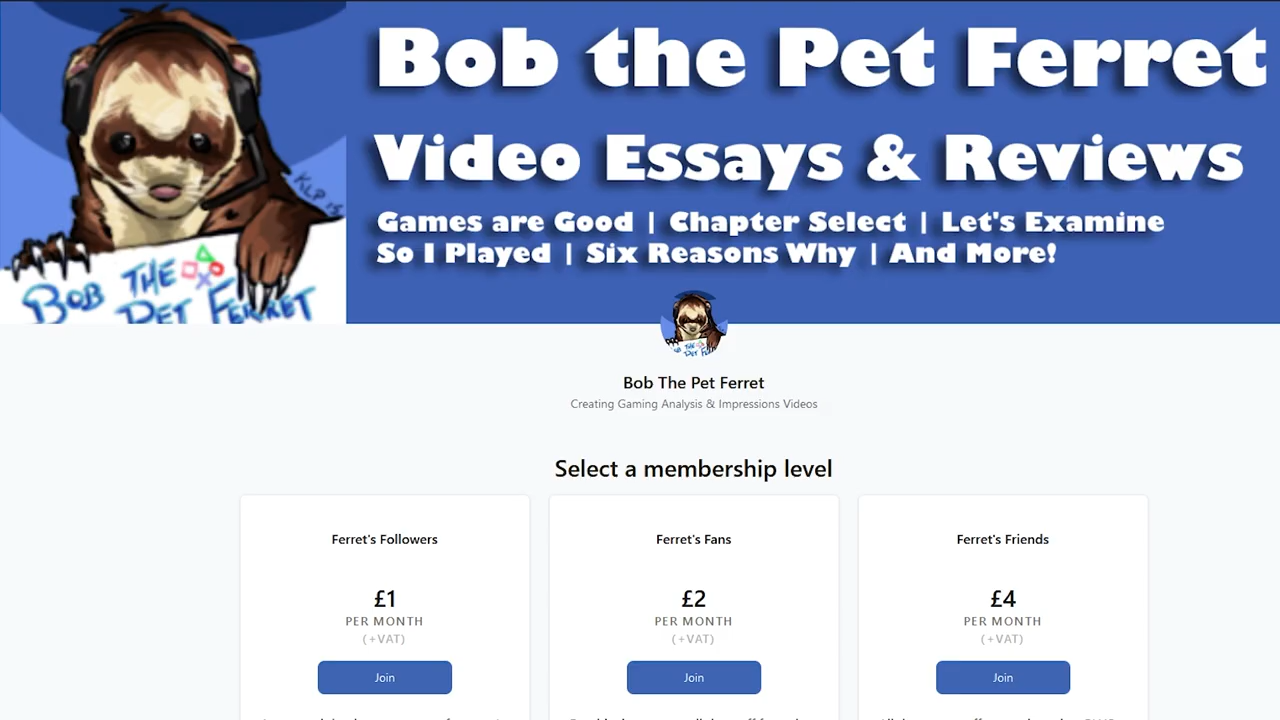 Bob the Pet Ferret
Video Essays & Reviews
Games are Good | Chapter Select | Let's Examine
So I Played | Six Reasons Why | And More!
KLP 15
BOB THE
PET FERRET
Bob The Pet Ferret
Creating Gaming Analysis & Impressions Videos
Select a membership level
Ferret's Followers
£1
PER MONTH
(+VAT)
Join
Ferret's Fans
£2
PER MONTH
(+VAT)
Join
Ferret's Friends
£4
PER MONTH
(+VAT)
Join